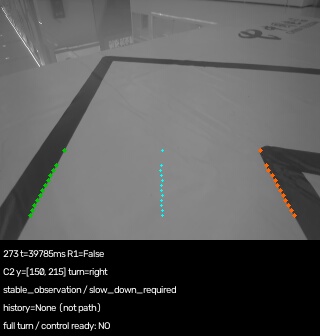 273 t=39785ms R1=False
C2 y=[150, 215] turn=right
stable_observation / slow_down_required
history=None (not path)
full turn / control ready: NO